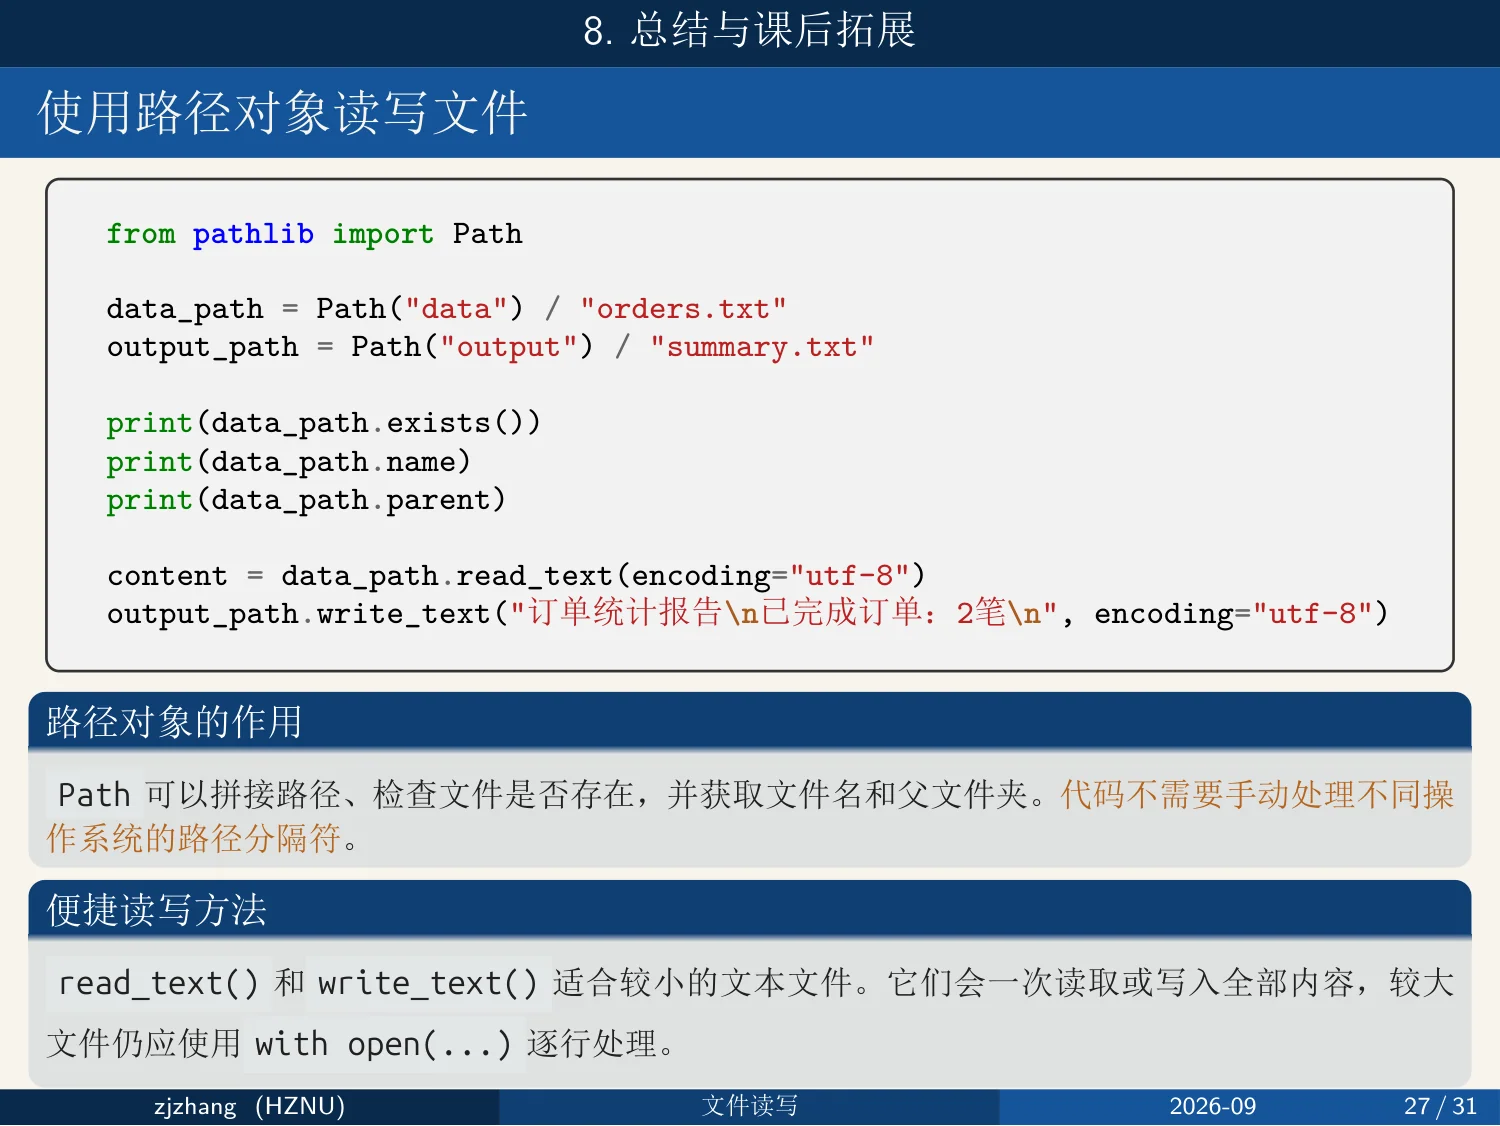 8. 总结与课后拓展
使用路径对象读写文件
from pathlib import Path
data_path = Path("data") / "orders.txt"
output_path = Path("output") / "summary.txt"
print(data_path.exists())
print(data_path.name)
print(data_path.parent)
content = data_path.read_text(encoding="utf-8")
output_path.write_text("订单统计报告\n已完成订单：2笔\n", encoding="utf-8")
路径对象的作用
Path 可以拼接路径、检查文件是否存在，并获取文件名和父文件夹。代码不需要手动处理不同操
作系统的路径分隔符。
便捷读写方法
read_text() 和 write_text() 适合较小的文本文件。它们会一次读取或写入全部内容，较大
文件仍应使用 with open(...) 逐行处理。
zjzhang (HZNU) 文件读写 2026-09 27 / 31